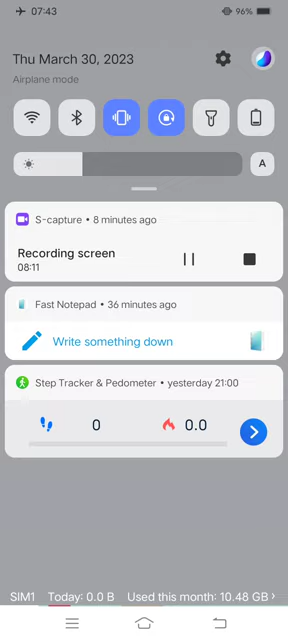 07:43 96%
Thu March 30, 2023
Airplane mode
A
S-capture • 8 minutes ago
Recording screen
08:11
Fast Notepad • 36 minutes ago
Write something down
Step Tracker & Pedometer • yesterday 21:00
0 0.0
SIM1 Today: 0.0 B Used this month: 10.48 GB ›